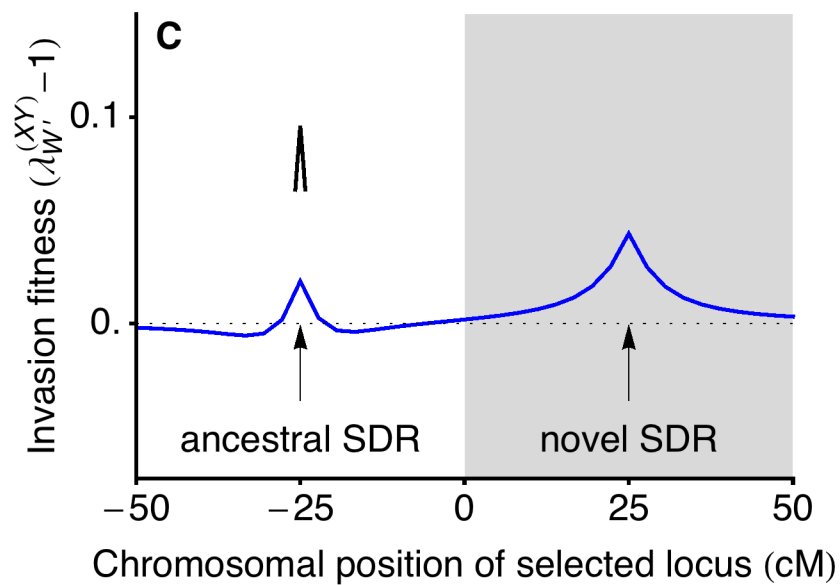 C
Invasion fitness (λ_{W'}^{(XY)} −1)
0.1
0.
ancestral SDR
novel SDR
−50
−25
0
25
50
Chromosomal position of selected locus (cM)